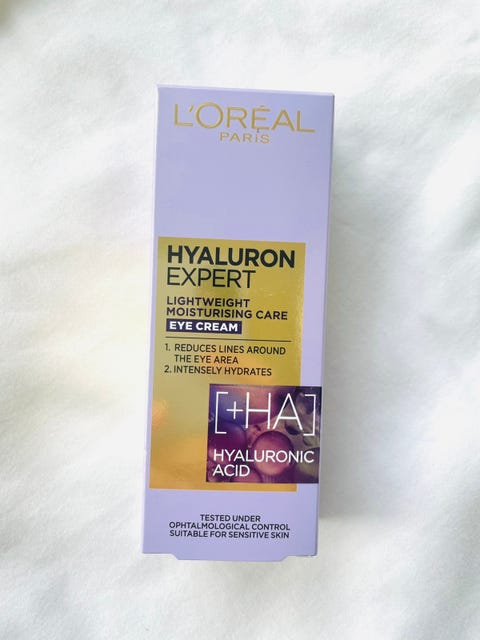 L'ORÉAL
PARIS
HYALURON
EXPERT
LIGHTWEIGHT
MOISTURISING CARE
EYE CREAM
1. REDUCES LINES AROUND
THE EYE AREA
2. INTENSELY HYDRATES
[+HA]
HYALURONIC
ACID
TESTED UNDER
OPHTALMOLOGICAL CONTROL
SUITABLE FOR SENSITIVE SKIN